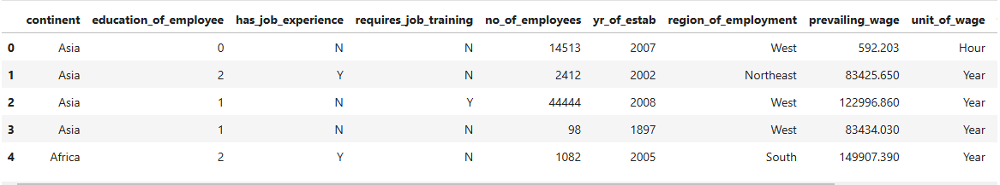 continent education_of_employee has_job_experience requires_job_training no_of_employees yr_of_estab region_of_employment prevailing_wage unit_of_wage
0 Asia 0 N N 14513 2007 West 592.203 Hour
1 Asia 2 Y N 2412 2002 Northeast 83425.650 Year
2 Asia 1 N Y 44444 2008 West 122996.860 Year
3 Asia 1 N N 98 1897 West 83434.030 Year
4 Africa 2 Y N 1082 2005 South 149907.390 Year